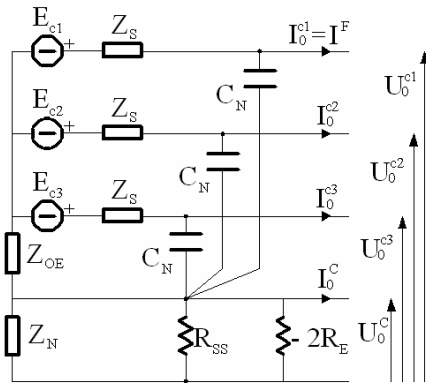 E_c1 + Z_S I_0^c1=I^F
C_N U_0^c1
E_c2 + Z_S I_0^c2
C_N U_0^c2
E_c3 + Z_S I_0^c3
Z_OE C_N U_0^c3
I_0^C
Z_N R_SS - 2R_E U_0^C